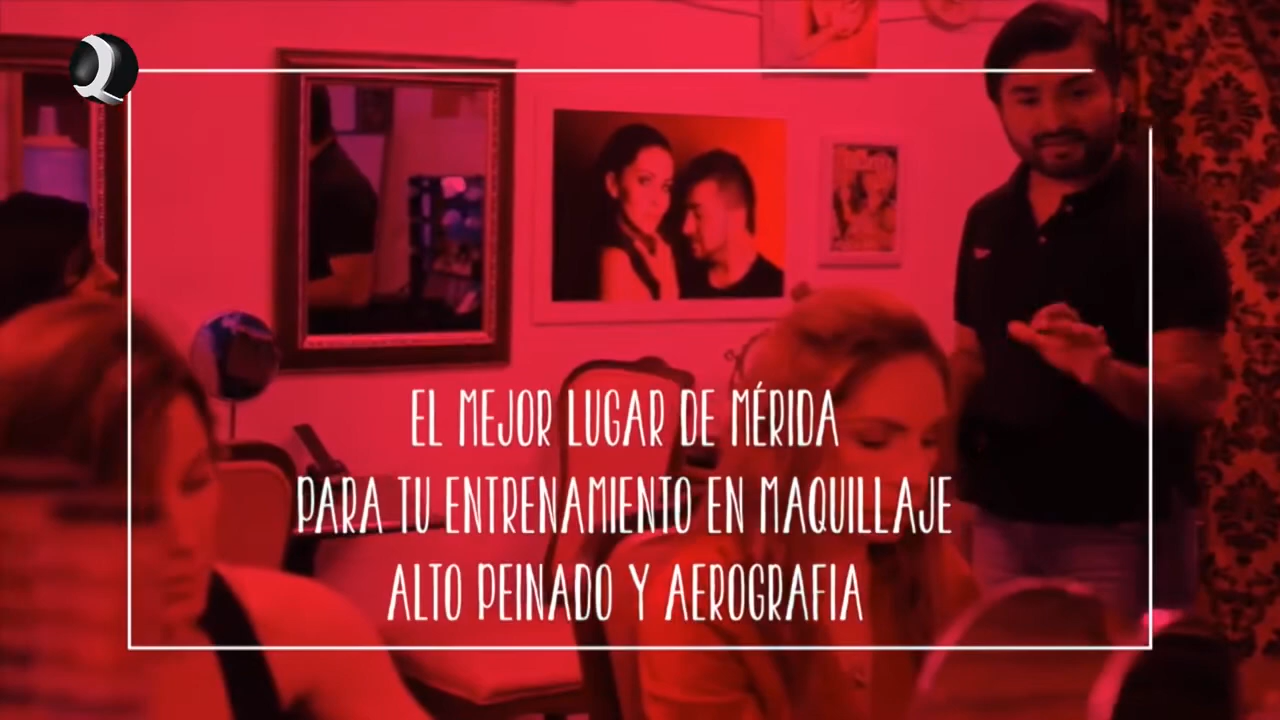 EL MEJOR LUGAR DE MÉRIDA
PARA TU ENTRENAMIENTO EN MAQUILLAJE
ALTO PEINADO Y AEROGRAFIA